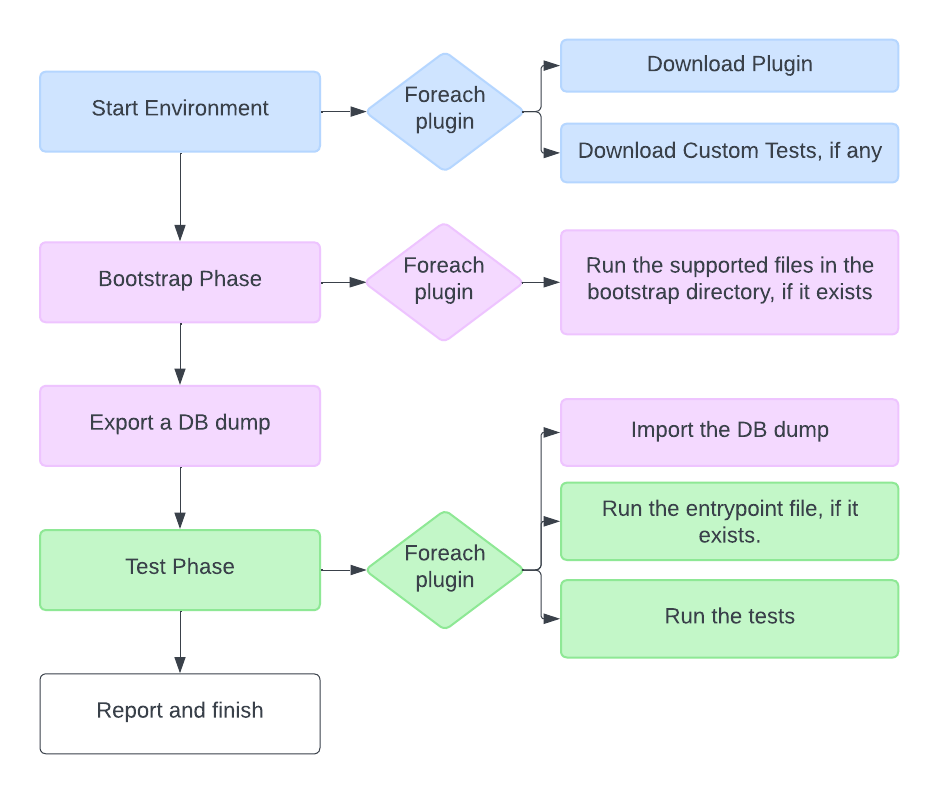 Start Environment
Foreach
plugin
Download Plugin
Download Custom Tests, if any
Bootstrap Phase
Foreach
plugin
Run the supported files in the
bootstrap directory, if it exists
Export a DB dump
Import the DB dump
Run the entrypoint file, if it
exists.
Test Phase
Foreach
plugin
Run the tests
Report and finish